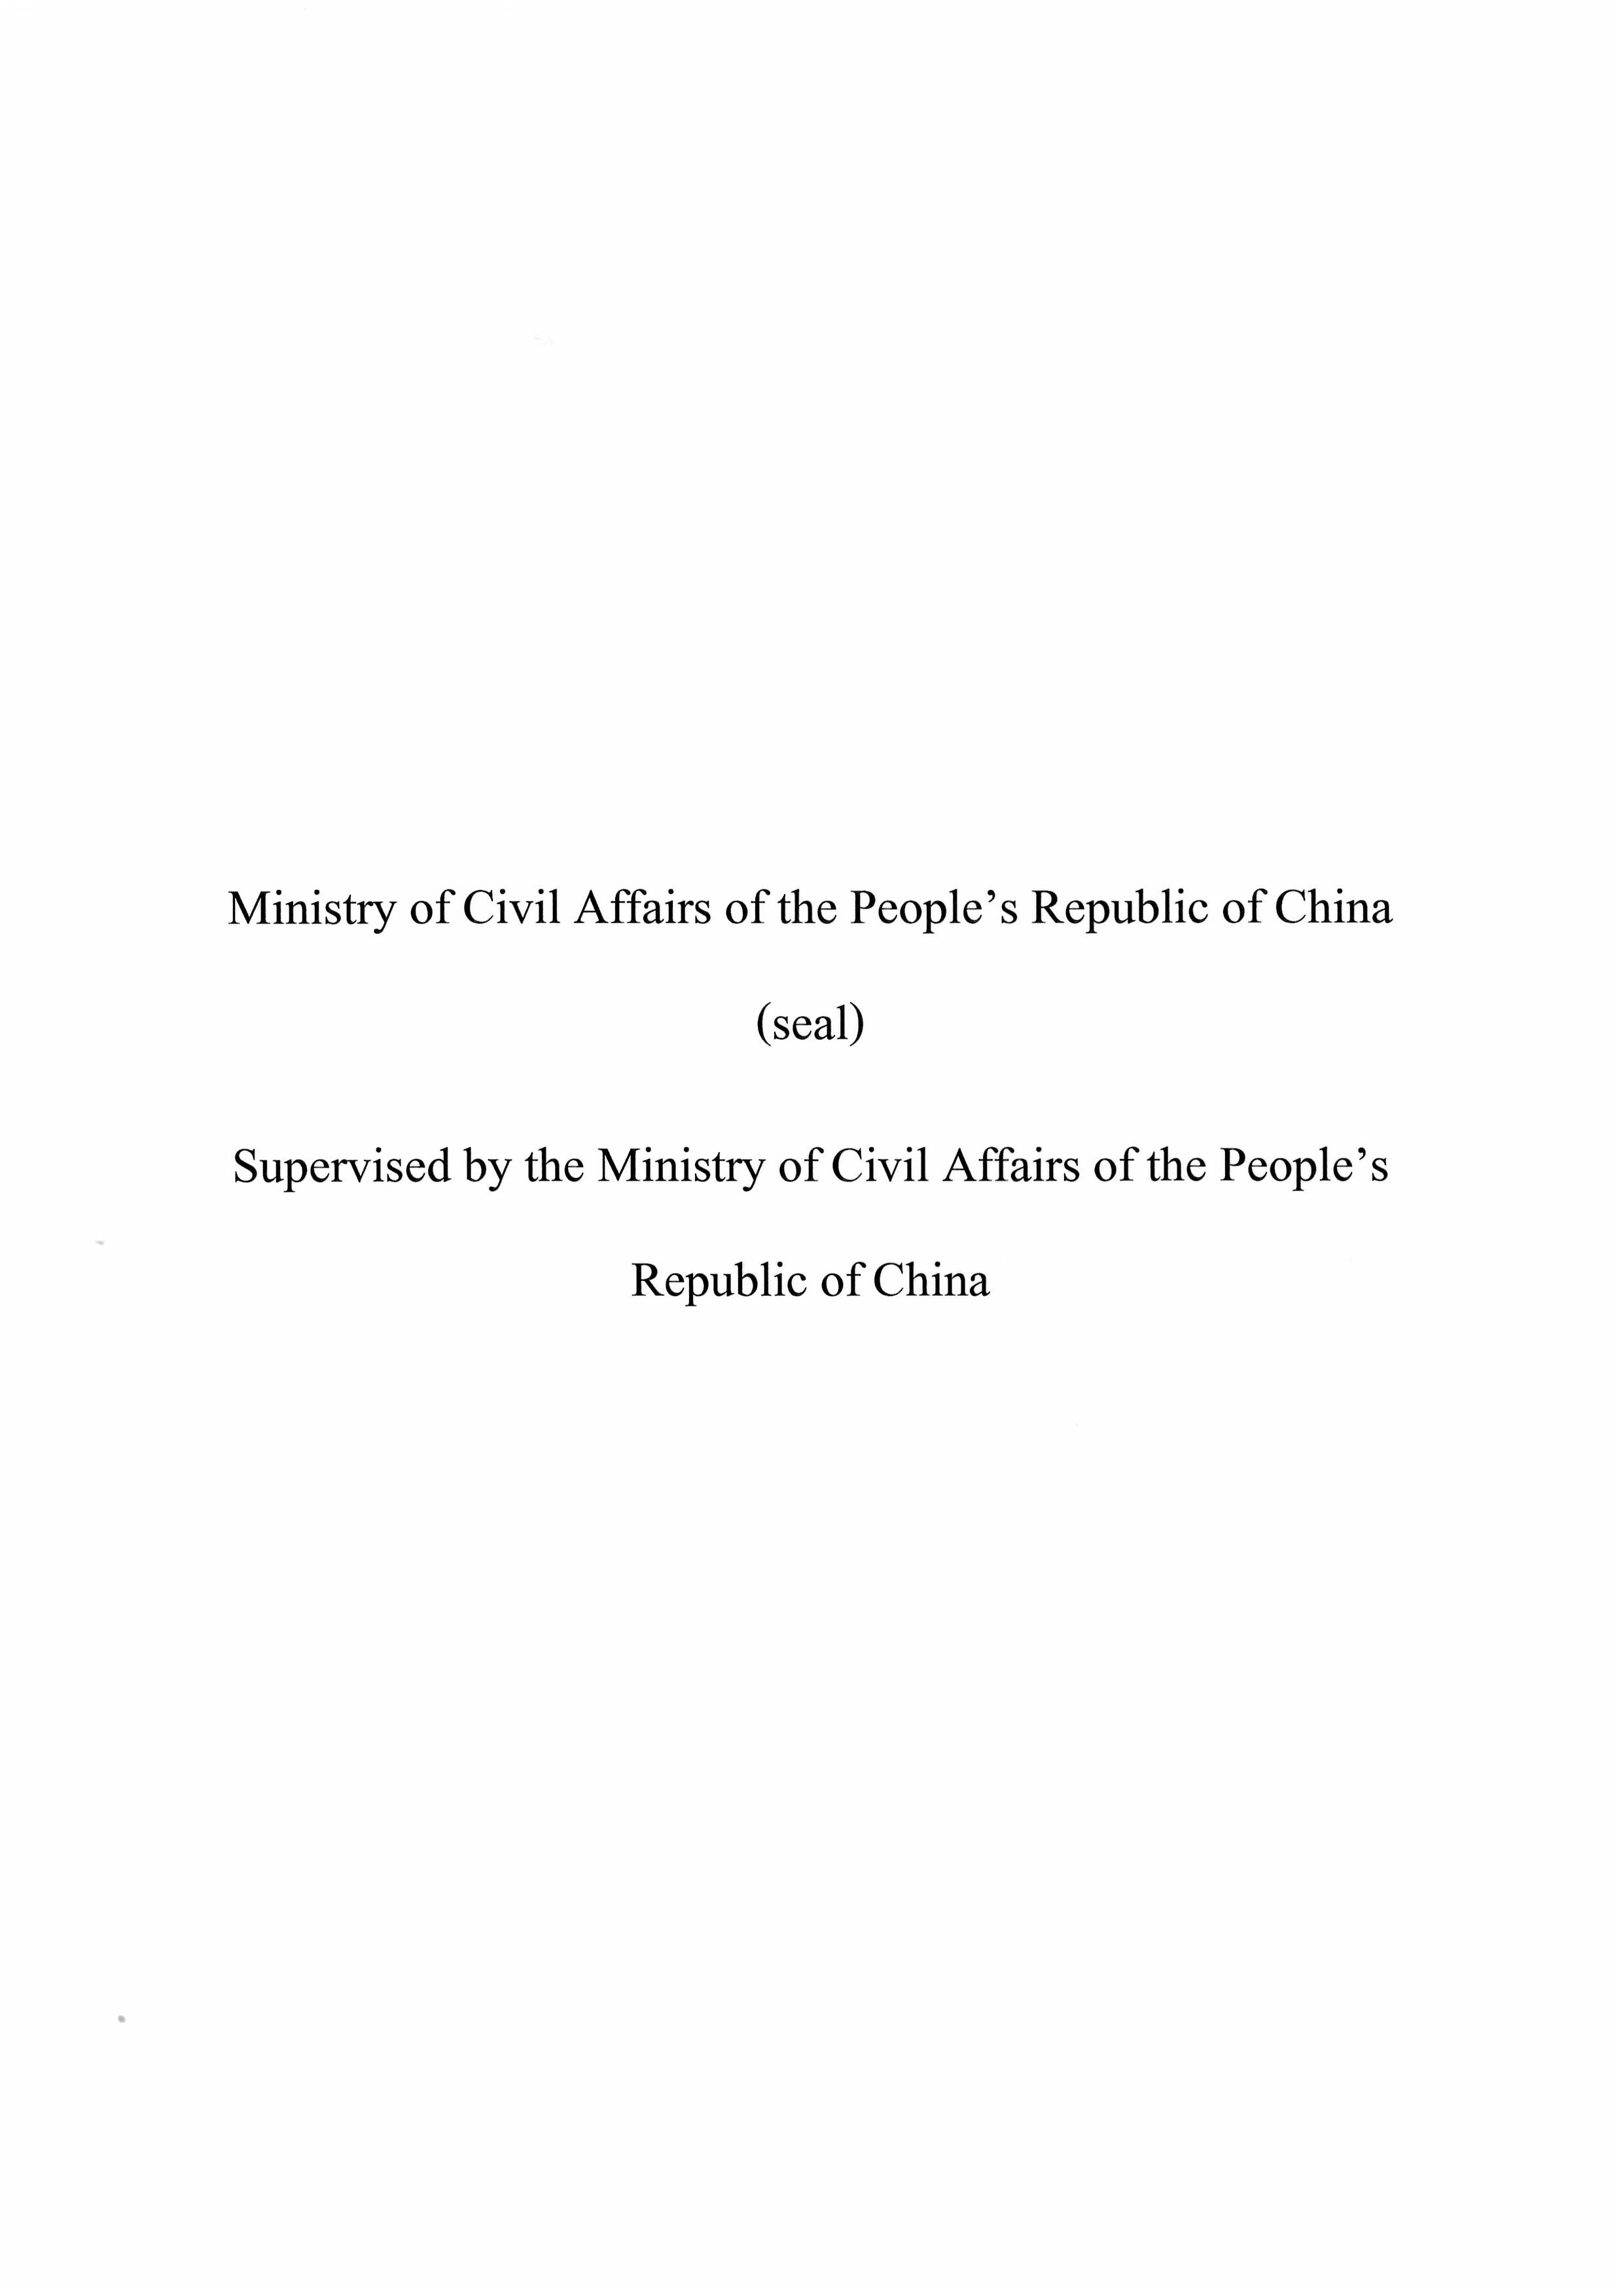 Ministry of Civil Affairs of the People’s Republic of China
(seal)
Supervised by the Ministry of Civil Affairs of the People’s
Republic of China